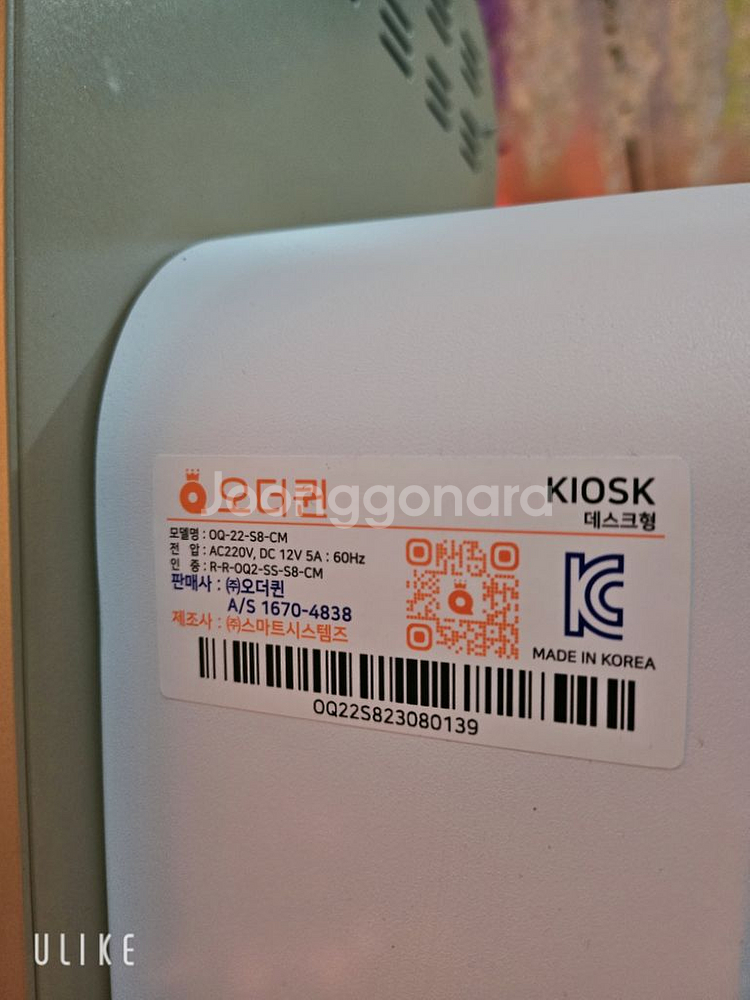 오더퀸
KIOSK
데스크형
Joonggonara
모델명 : OQ-22-S8-CM
전 압 : AC220V, DC 12V 5A : 60Hz
인 증 : R-R-OQ2-SS-S8-CM
판매사 : ㈜오더퀸
A/S 1670-4838
제조사 : ㈜스마트시스템즈
MADE IN KOREA
OQ22S823080139
ULIKE